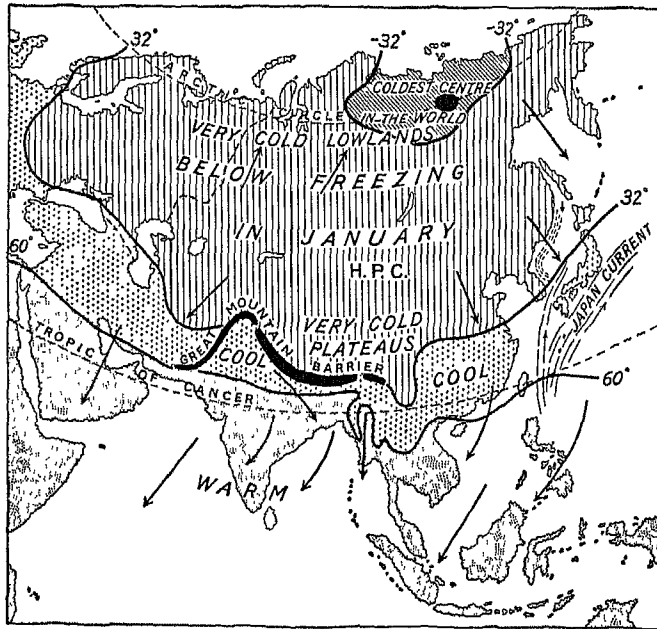 32°
-32°
-32°
ARCTIC CIRCLE
COLDEST CENTRE
IN THE WORLD
VERY COLD LOWLANDS
BELOW FREEZING
IN JANUARY
H.P.C.
32°
60°
JAPAN CURRENT
GREAT MOUNTAIN BARRIER
VERY COLD
PLATEAUS
COOL
COOL
60°
TROPIC OF CANCER
WARM